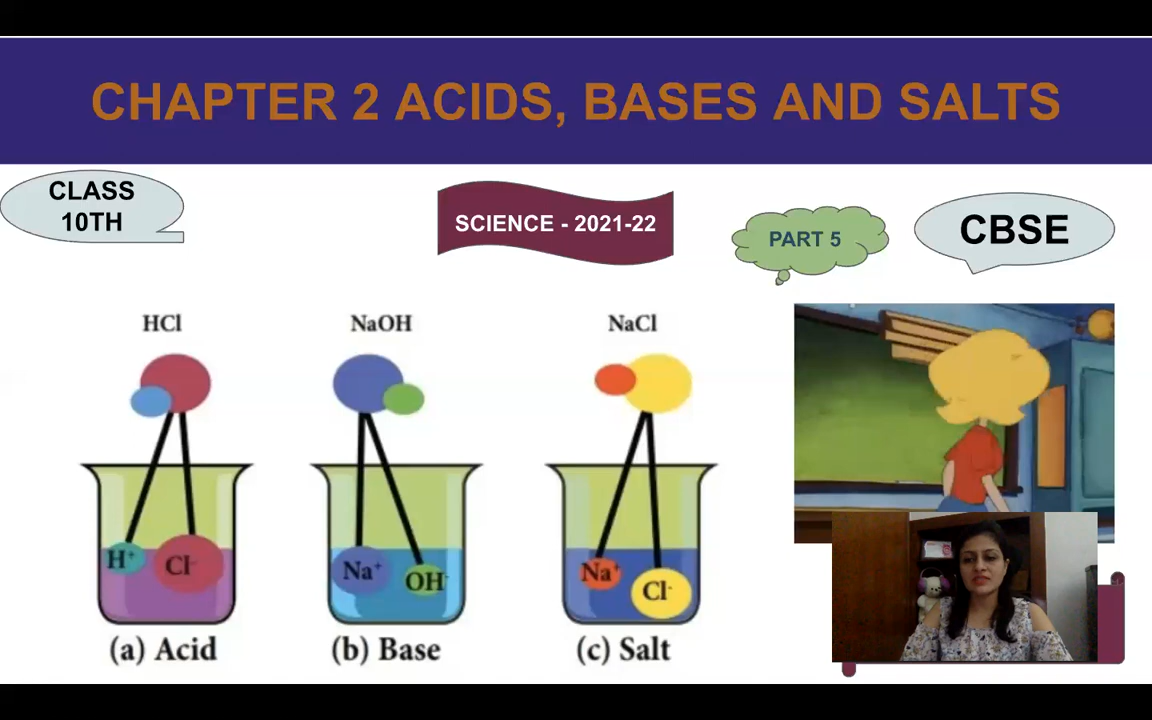 CHAPTER 2 ACIDS, BASES AND SALTS
CLASS
10TH
SCIENCE - 2021-22
PART 5
CBSE
HCl
NaOH
NaCl
H⁺
Cl⁻
Na⁺
OH⁻
Na⁺
Cl⁻
(a) Acid
(b) Base
(c) Salt